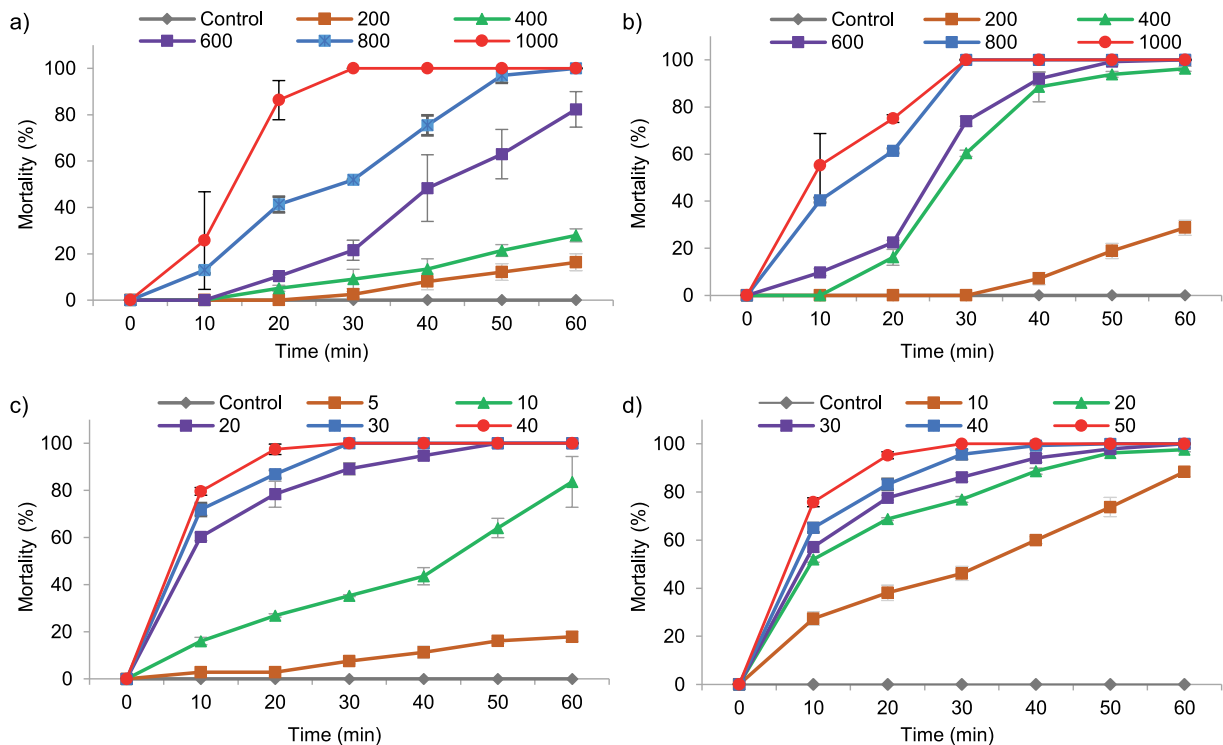 a)
Control 200 400
600 800 1000
100
80
60
40
20
0
Mortality (%)
0 10 20 30 40 50 60
Time (min)
b)
Control 200 400
600 800 1000
100
80
60
40
20
0
Mortality (%)
0 10 20 30 40 50 60
Time (min)
c)
Control 5 10
20 30 40
100
80
60
40
20
0
Mortality (%)
0 10 20 30 40 50 60
Time (min)
d)
Control 10 20
30 40 50
100
80
60
40
20
0
Mortality (%)
0 10 20 30 40 50 60
Time (min)